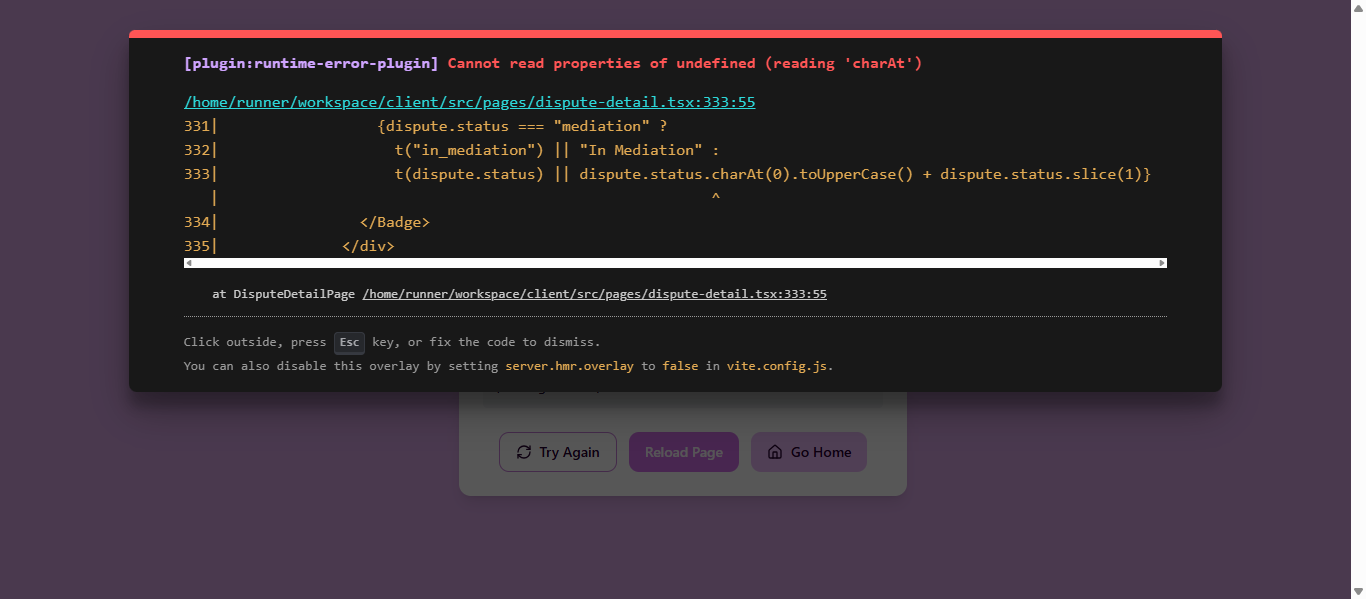 [plugin:runtime-error-plugin] Cannot read properties of undefined (reading 'charAt')
/home/runner/workspace/client/src/pages/dispute-detail.tsx:333:55
331|                  {dispute.status === "mediation" ?
332|                    t("in_mediation") || "In Mediation" :
333|                    t(dispute.status) || dispute.status.charAt(0).toUpperCase() + dispute.status.slice(1)}
   |                                                        ^
334|                </Badge>
335|              </div>
at DisputeDetailPage /home/runner/workspace/client/src/pages/dispute-detail.tsx:333:55
Click outside, press Esc key, or fix the code to dismiss.
You can also disable this overlay by setting server.hmr.overlay to false in vite.config.js.
Try Again
Reload Page
Go Home